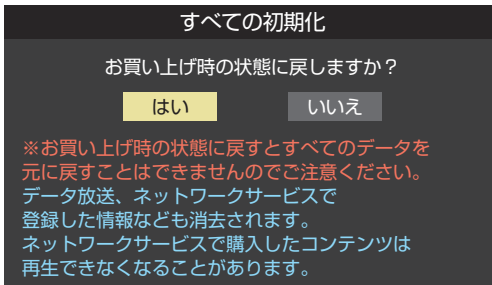 すべての初期化
お買い上げ時の状態に戻しますか？
はい いいえ
※お買い上げ時の状態に戻すとすべてのデータを
元に戻すことはできませんのでご注意ください。
データ放送、ネットワークサービスで
登録した情報なども消去されます。
ネットワークサービスで購入したコンテンツは
再生できなくなることがあります。